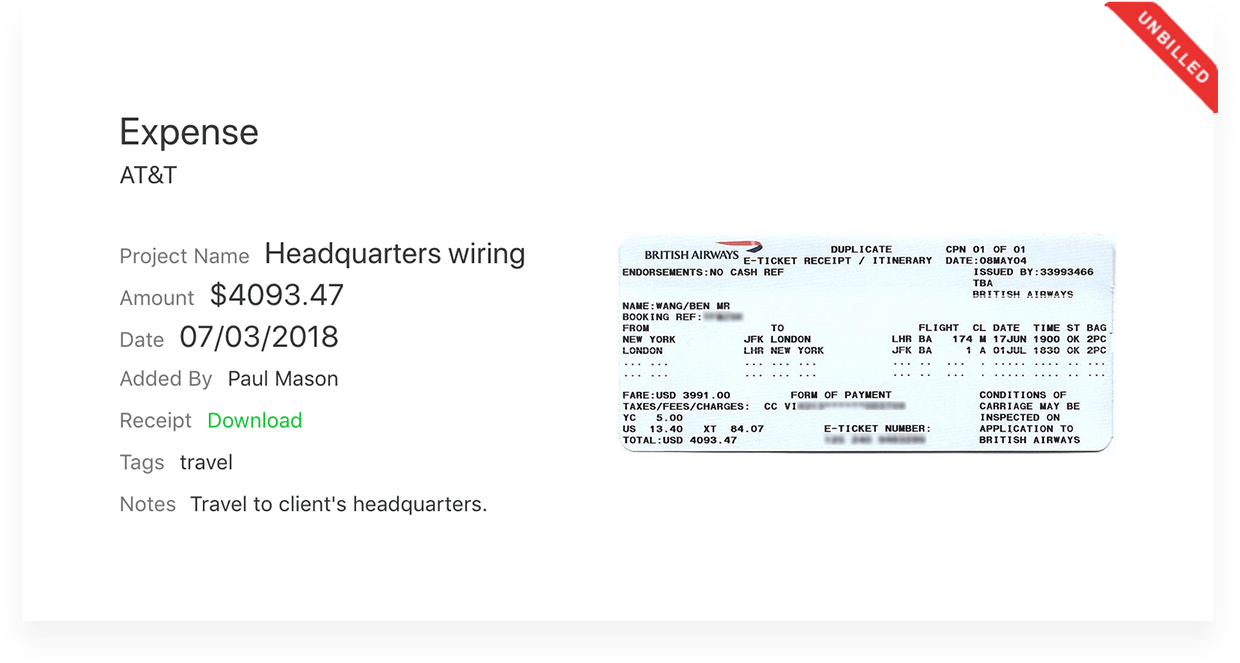 UNBILLED
Expense
AT&T
Project Name Headquarters wiring
Amount $4093.47
Date 07/03/2018
Added By Paul Mason
Receipt Download
Tags travel
Notes Travel to client's headquarters.
BRITISH AIRWAYS DUPLICATE CPN 01 OF 01
E-TICKET RECEIPT / ITINERARY DATE:08MAY04
ENDORSEMENTS:NO CASH REF ISSUED BY:33993466
TBA
BRITISH AIRWAYS
NAME:WANG/BEN MR
BOOKING REF:
FROM TO FLIGHT CL DATE TIME ST BAG
NEW YORK JFK LONDON LHR BA 174 M 17JUN 1900 OK 2PC
LONDON LHR NEW YORK JFK BA 1 A 01JUL 1830 OK 2PC
... ... ... ... ... ... .. ... . ..... .... .. ...
... ... ... ... ... ... .. ... . ..... .... .. ...
FARE:USD 3991.00 FORM OF PAYMENT CONDITIONS OF
TAXES/FEES/CHARGES: CC VI CARRIAGE MAY BE
YC 5.00 INSPECTED ON
US 13.40 XT 84.07 E-TICKET NUMBER: APPLICATION TO
TOTAL:USD 4093.47 BRITISH AIRWAYS